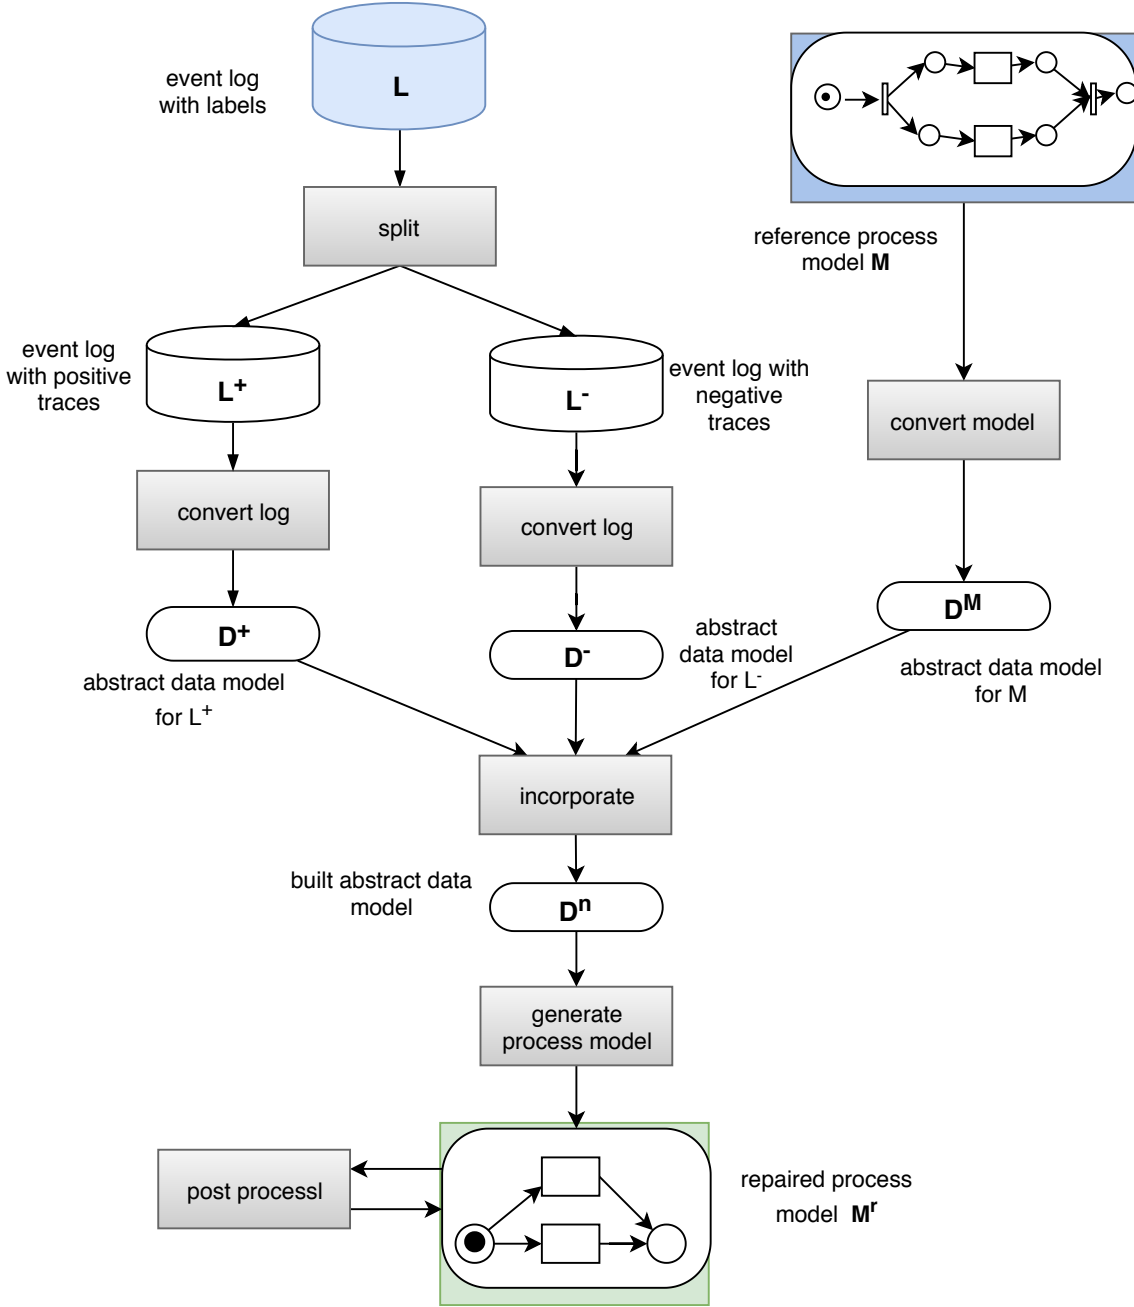 event log
with labels
L
split
reference process
model M
event log
with positive
traces
L+
L-
event log with
negative
traces
convert model
convert log
convert log
D+
abstract data model
for L+
D-
abstract
data model
for L-
DM
abstract data model
for M
incorporate
built abstract data
model
Dn
generate
process model
post processl
repaired process
model Mr